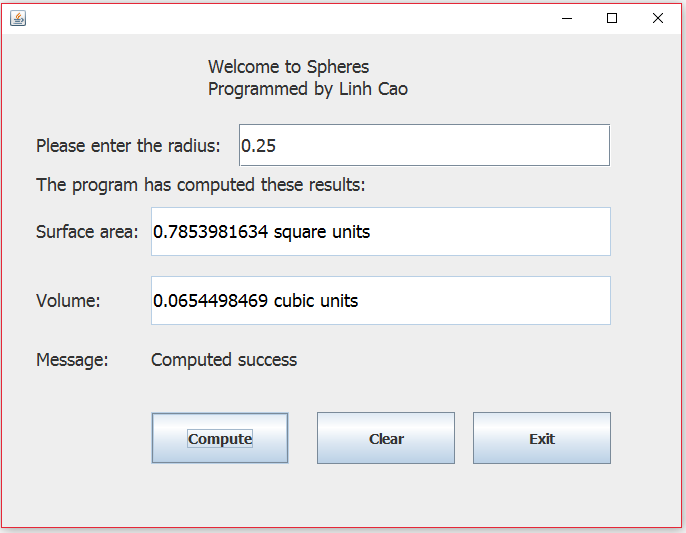 Welcome to Spheres
Programmed by Linh Cao
Please enter the radius: 0.25
The program has computed these results:
Surface area: 0.7853981634 square units
Volume: 0.0654498469 cubic units
Message: Computed success
Compute Clear Exit